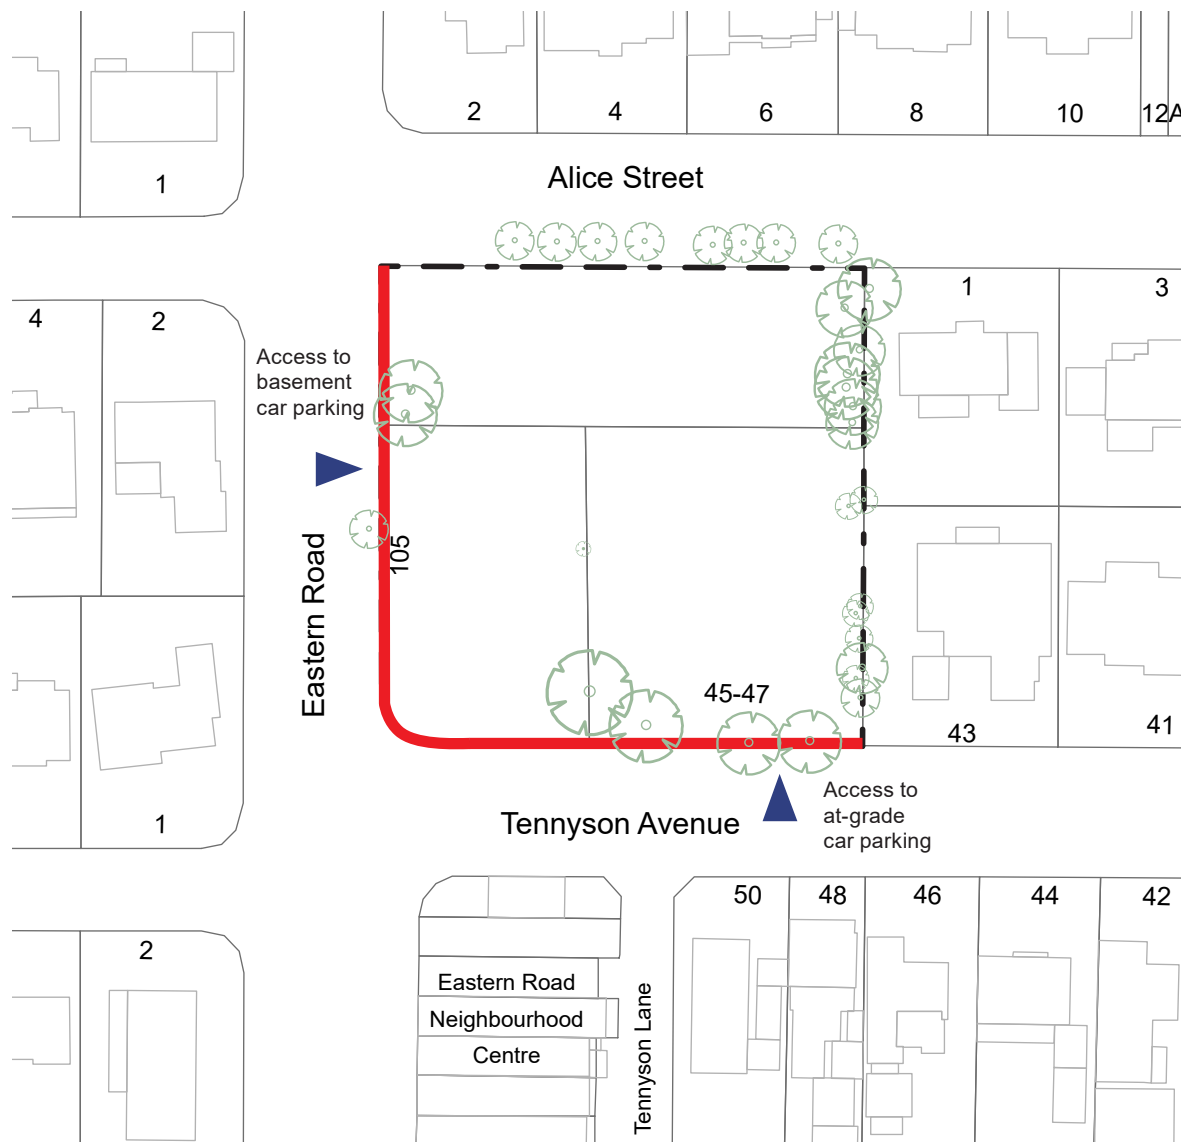 2
4
6
8
10
12A
1
Alice Street
4
2
1
3
Access to
basement
car parking
105
Eastern Road
45-47
43
41
1
Tennyson Avenue
Access to
at-grade
car parking
50
48
46
44
42
2
Eastern Road
Neighbourhood
Centre
Tennyson Lane